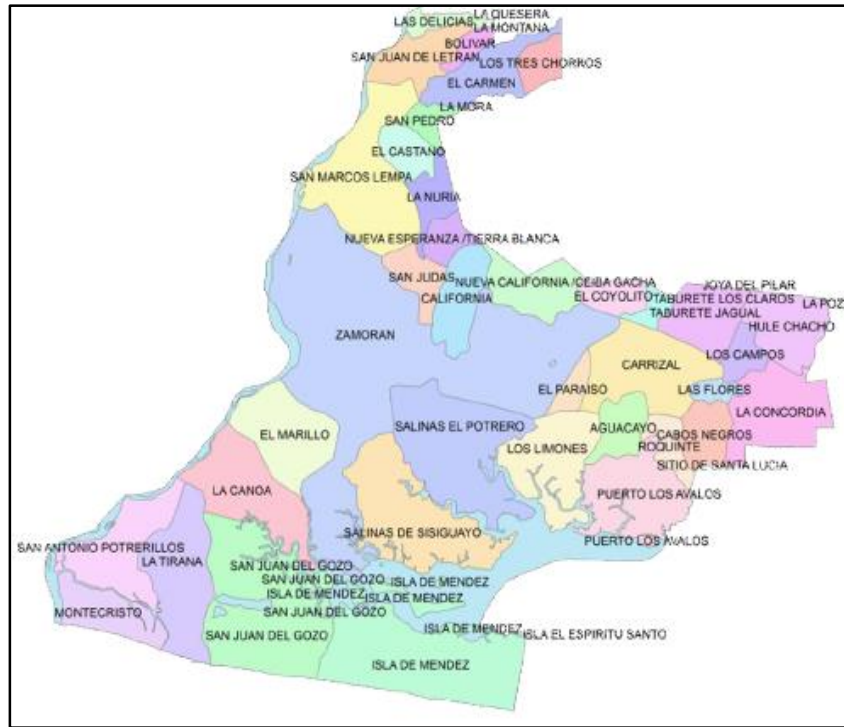 LA QUESERA
LAS DELICIAS
LA MONTANA
BOLIVAR
SAN JUAN DE LETRAN
LOS TRES CHORROS
EL CARMEN
LA MORA
SAN PEDRO
EL CASTANO
SAN MARCOS LEMPA
LA NURIA
NUEVA ESPERANZA /TIERRA BLANCA
SAN JUDAS
NUEVA CALIFORNIA /CEIBA GACHA
JOYA DEL PILAR
CALIFORNIA
EL COYOLITO
TABURETE LOS CLAROS
LA POZ
TABURETE JAGUAL
HULE CHACHO
ZAMORAN
LOS CAMPOS
CARRIZAL
EL PARAISO
LAS FLORES
LA CONCORDIA
SALINAS EL POTRERO
AGUACAYO
EL MARILLO
CABOS NEGROS
LOS LIMONES
ROQUINTE
SITIO DE SANTA LUCIA
LA CANOA
PUERTO LOS AVALOS
SALINAS DE SISIGUAYO
PUERTO LOS AVALOS
SAN ANTONIO POTRERILLOS
LA TIRANA
SAN JUAN DEL GOZO
SAN JUAN DEL GOZO
ISLA DE MENDEZ
ISLA DE MENDEZ
ISLA DE MENDEZ
MONTECRISTO
SAN JUAN DEL GOZO
ISLA DE MENDEZ
ISLA EL ESPIRITU SANTO
SAN JUAN DEL GOZO
ISLA DE MENDEZ